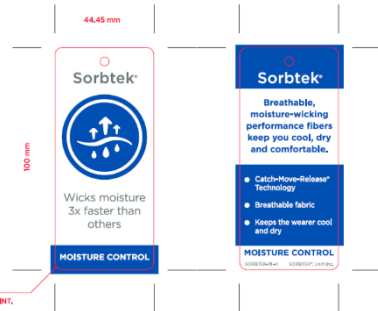 44.45 mm
100 mm
Sorbtek®
Wicks moisture
3x faster than
others
MOISTURE CONTROL
NT.
Sorbtek®
Breathable,
moisture-wicking
performance fibers
keep you cool, dry
and comfortable.
Catch-Move-Release®
Technology
Breathable fabric
Keeps the wearer cool
and dry
MOISTURE CONTROL